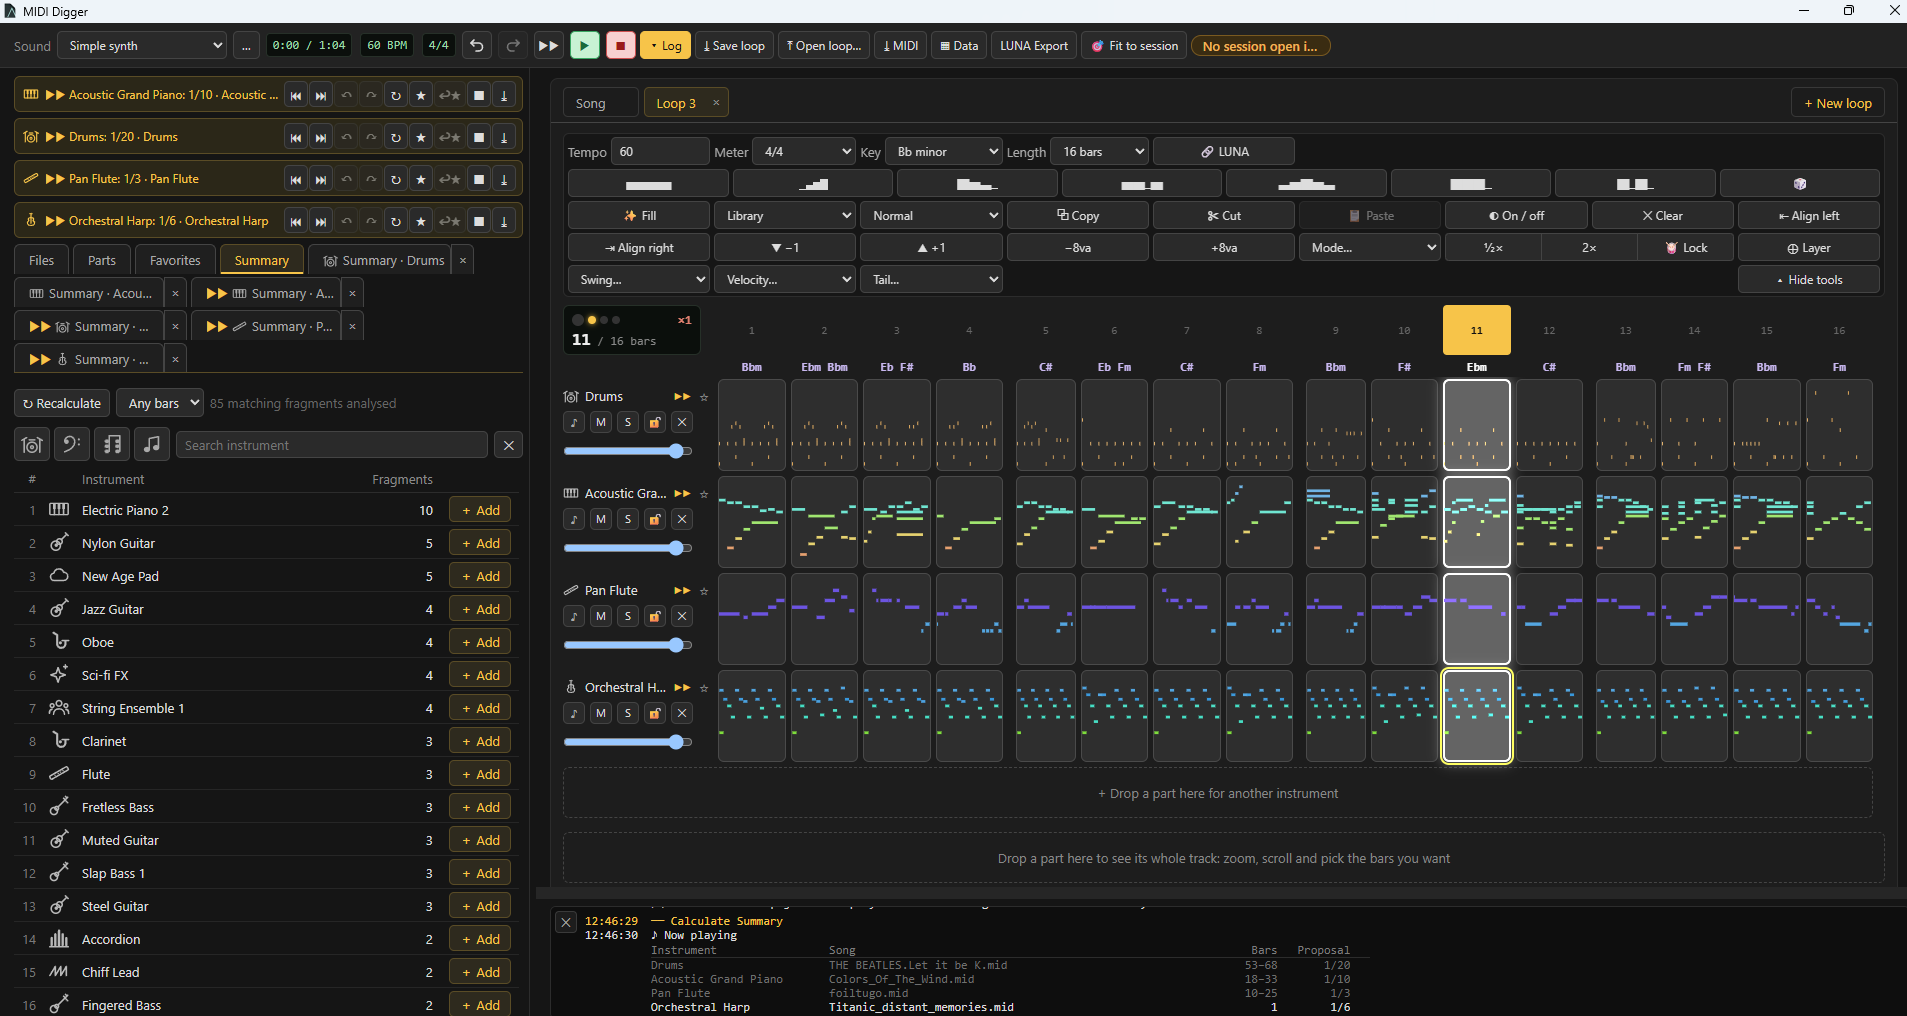 MIDI Digger
Sound Simple synth ... 0:00 / 1:04 60 BPM 4/4 Log Save loop Open loop... MIDI Data LUNA Export Fit to session No session open i...
Acoustic Grand Piano: 1/10 · Acoustic ...
Drums: 1/20 · Drums
Pan Flute: 1/3 · Pan Flute
Orchestral Harp: 1/6 · Orchestral Harp
Files Parts Favorites Summary Summary · Drums ×
Summary · Acou... × Summary · A... ×
Summary · ... × Summary · P... ×
Summary · ... ×
Recalculate Any bars 85 matching fragments analysed
Search instrument
# Instrument Fragments
1 Electric Piano 2 10 + Add
2 Nylon Guitar 5 + Add
3 New Age Pad 5 + Add
4 Jazz Guitar 4 + Add
5 Oboe 4 + Add
6 Sci-fi FX 4 + Add
7 String Ensemble 1 4 + Add
8 Clarinet 3 + Add
9 Flute 3 + Add
10 Fretless Bass 3 + Add
11 Muted Guitar 3 + Add
12 Slap Bass 1 3 + Add
13 Steel Guitar 3 + Add
14 Accordion 2 + Add
15 Chiff Lead 2 + Add
16 Fingered Bass 2 + Add
Song Loop 3 × + New loop
Tempo 60 Meter 4/4 Key Bb minor Length 16 bars LUNA
Fill Library Normal Copy Cut Paste On / off Clear Align left
Align right ▼ −1 ▲ +1 −8va +8va Mode... ½× 2× Lock Layer
Swing... Velocity... Tail... Hide tools
×1
11 / 16 bars
1 2 3 4 5 6 7 8 9 10 11 12 13 14 15 16
Bbm Ebm Bbm Eb F# Bb C# Eb Fm C# Fm Bbm F# Ebm C# Bbm Fm F# Bbm Fm
Drums
M S
Acoustic Gra...
M S
Pan Flute
M S
Orchestral H...
M S
+ Drop a part here for another instrument
Drop a part here to see its whole track: zoom, scroll and pick the bars you want
12:46:29 — Calculate Summary
12:46:30 ♪ Now playing
Instrument Song Bars Proposal
Drums THE BEATLES.Let it be K.mid 53-68 1/20
Acoustic Grand Piano Colors_Of_The_Wind.mid 18-33 1/10
Pan Flute foiltugo.mid 10-25 1/3
Orchestral Harp Titanic_distant_memories.mid 1 1/6